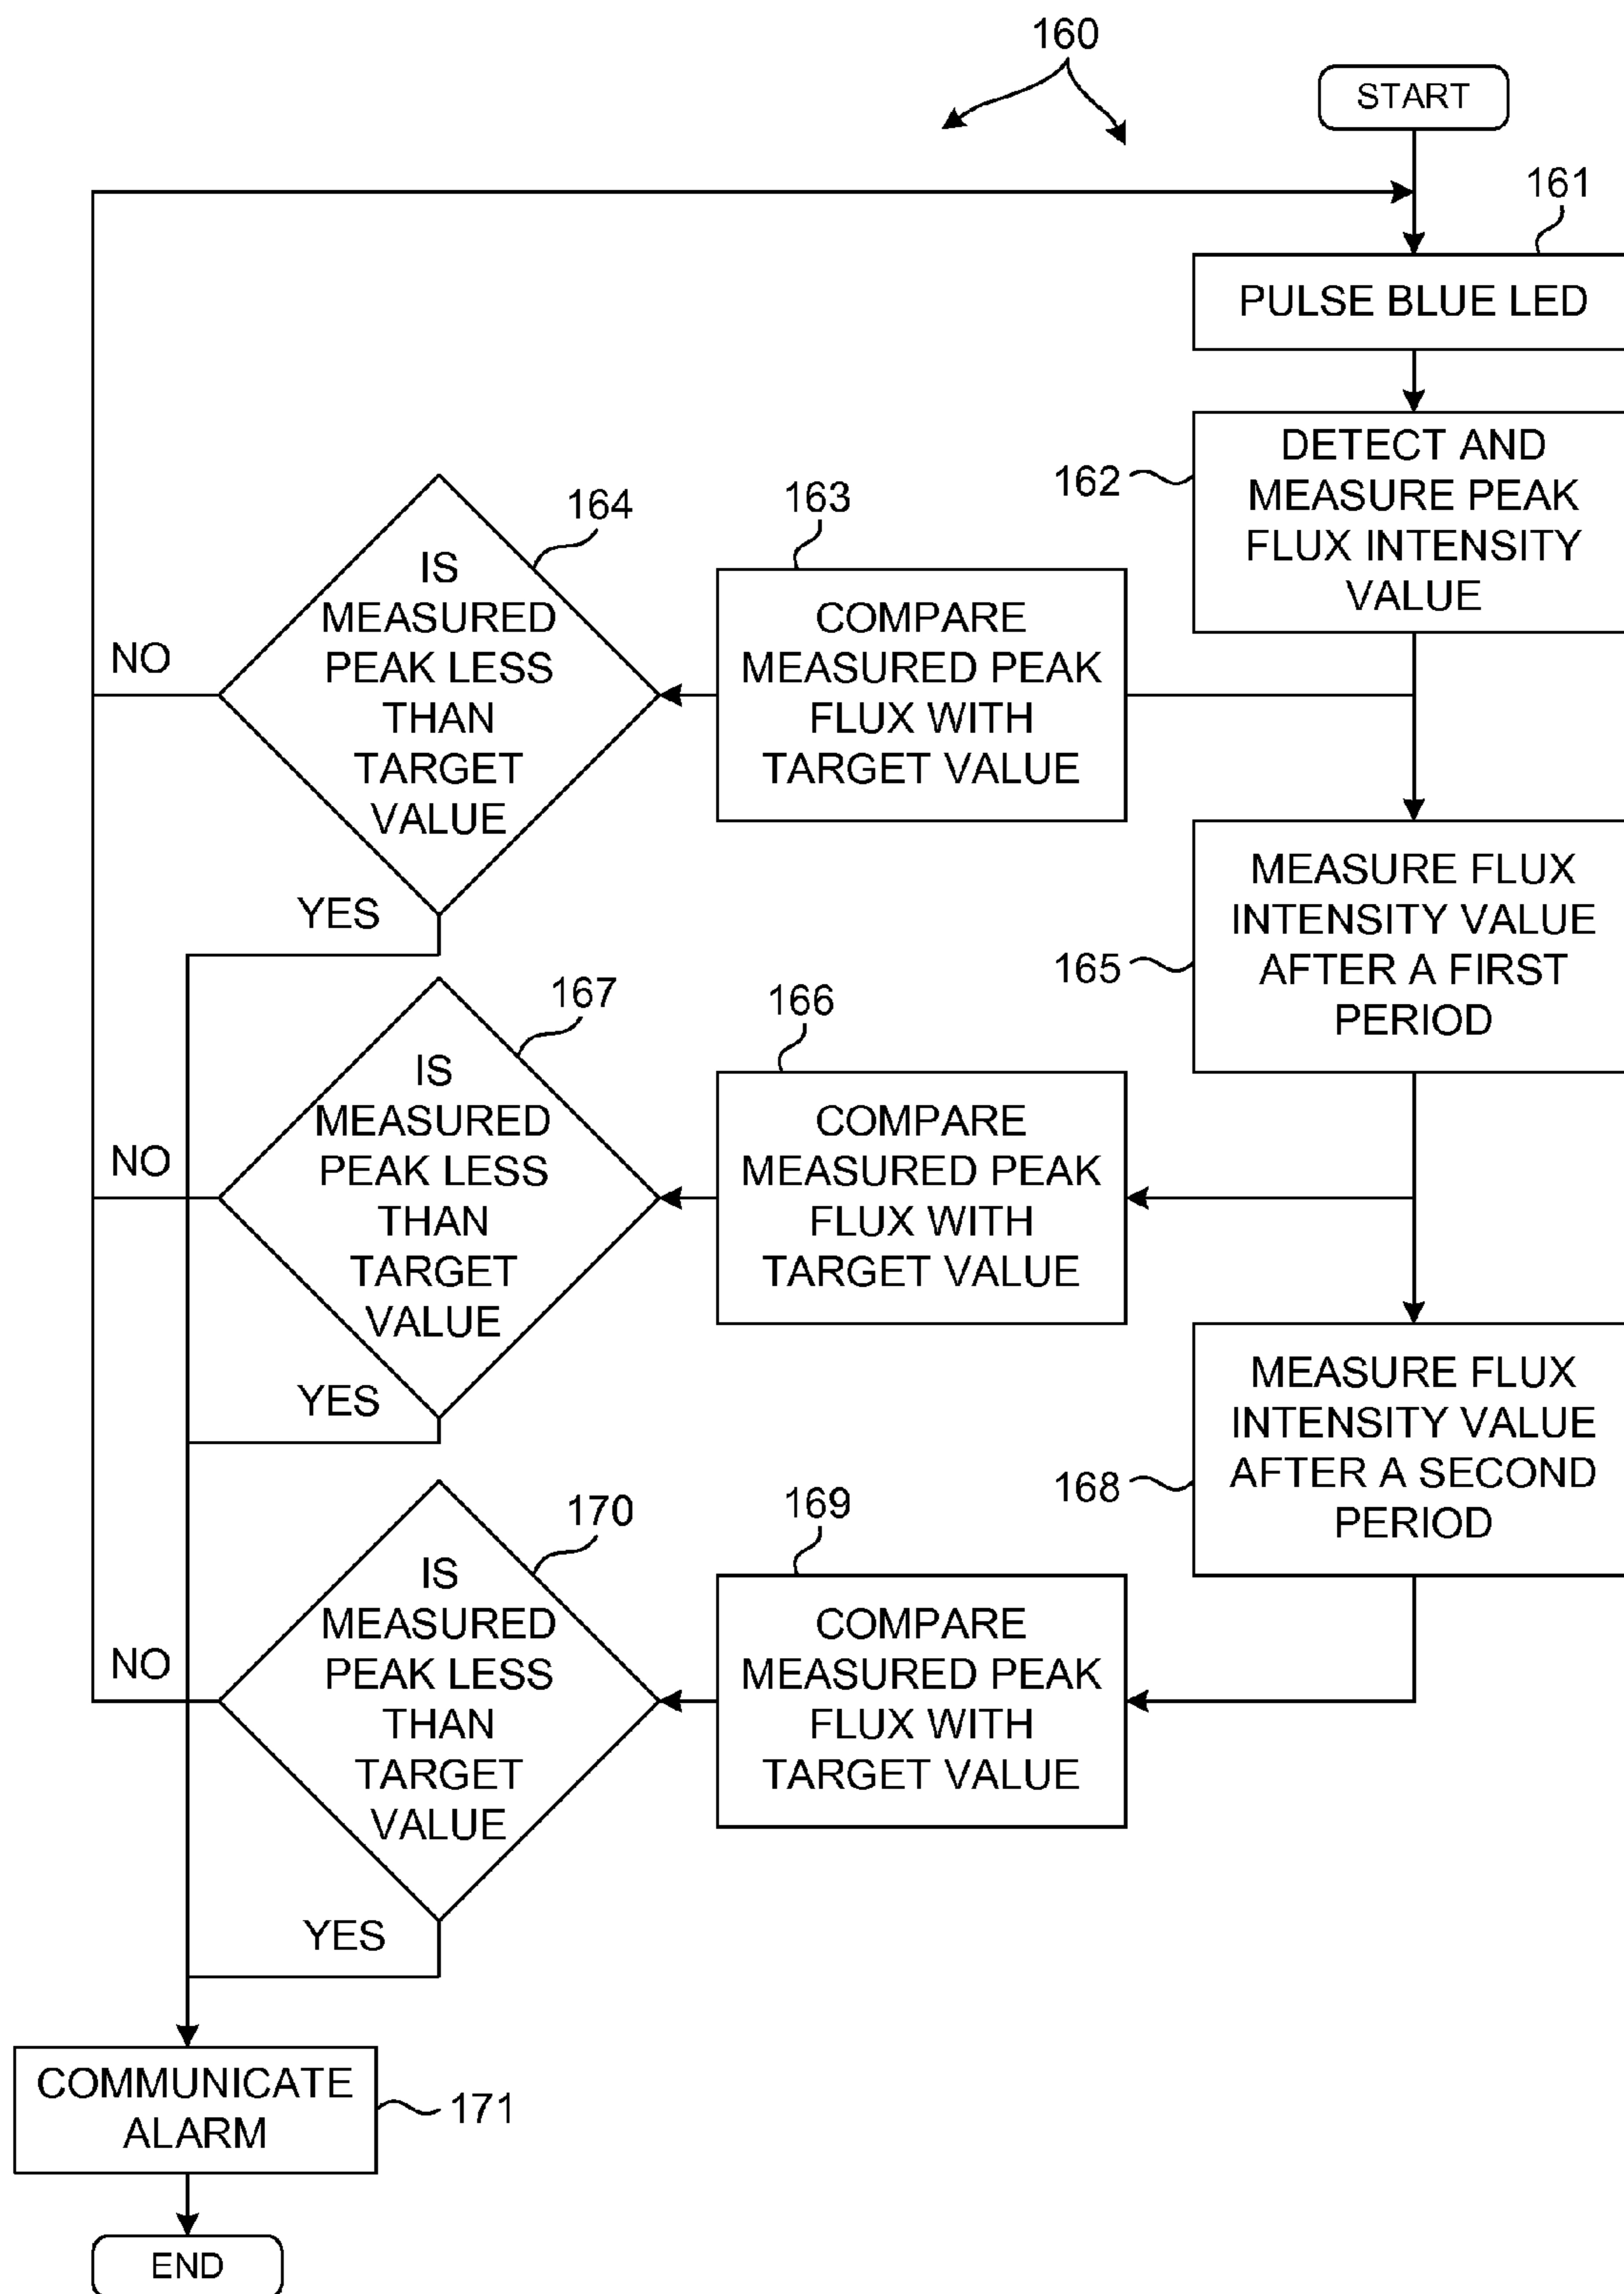 160
START
161
PULSE BLUE LED
162
DETECT AND
MEASURE PEAK
FLUX INTENSITY
VALUE
163
COMPARE
MEASURED PEAK
FLUX WITH
TARGET VALUE
164
IS
MEASURED
PEAK LESS
THAN
TARGET
VALUE
NO
YES
165
MEASURE FLUX
INTENSITY VALUE
AFTER A FIRST
PERIOD
166
COMPARE
MEASURED PEAK
FLUX WITH
TARGET VALUE
167
IS
MEASURED
PEAK LESS
THAN
TARGET
VALUE
NO
YES
168
MEASURE FLUX
INTENSITY VALUE
AFTER A SECOND
PERIOD
169
COMPARE
MEASURED PEAK
FLUX WITH
TARGET VALUE
170
IS
MEASURED
PEAK LESS
THAN
TARGET
VALUE
NO
YES
COMMUNICATE
ALARM
171
END